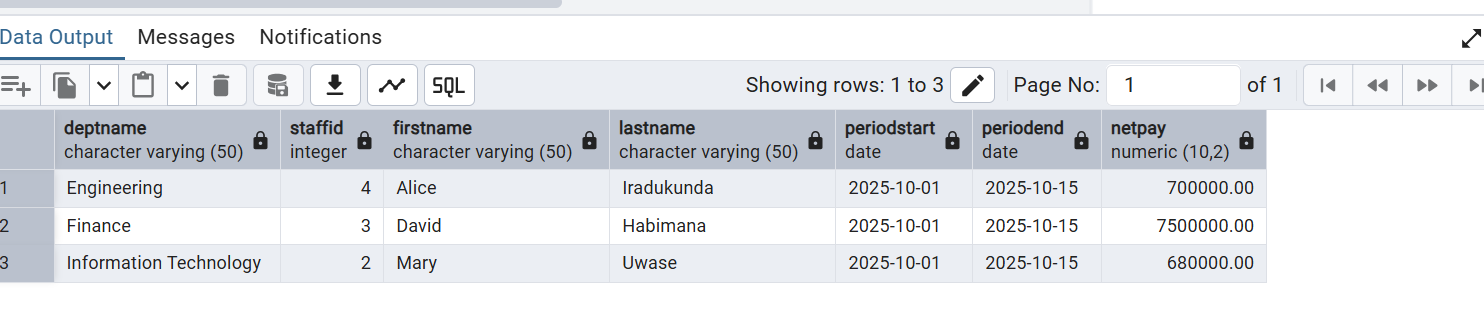 Data Output Messages Notifications
SQL Showing rows: 1 to 3 Page No: 1 of 1
deptname staffid firstname lastname periodstart periodend netpay
character varying (50) integer character varying (50) character varying (50) date date numeric (10,2)
1 Engineering 4 Alice Iradukunda 2025-10-01 2025-10-15 700000.00
2 Finance 3 David Habimana 2025-10-01 2025-10-15 7500000.00
3 Information Technology 2 Mary Uwase 2025-10-01 2025-10-15 680000.00